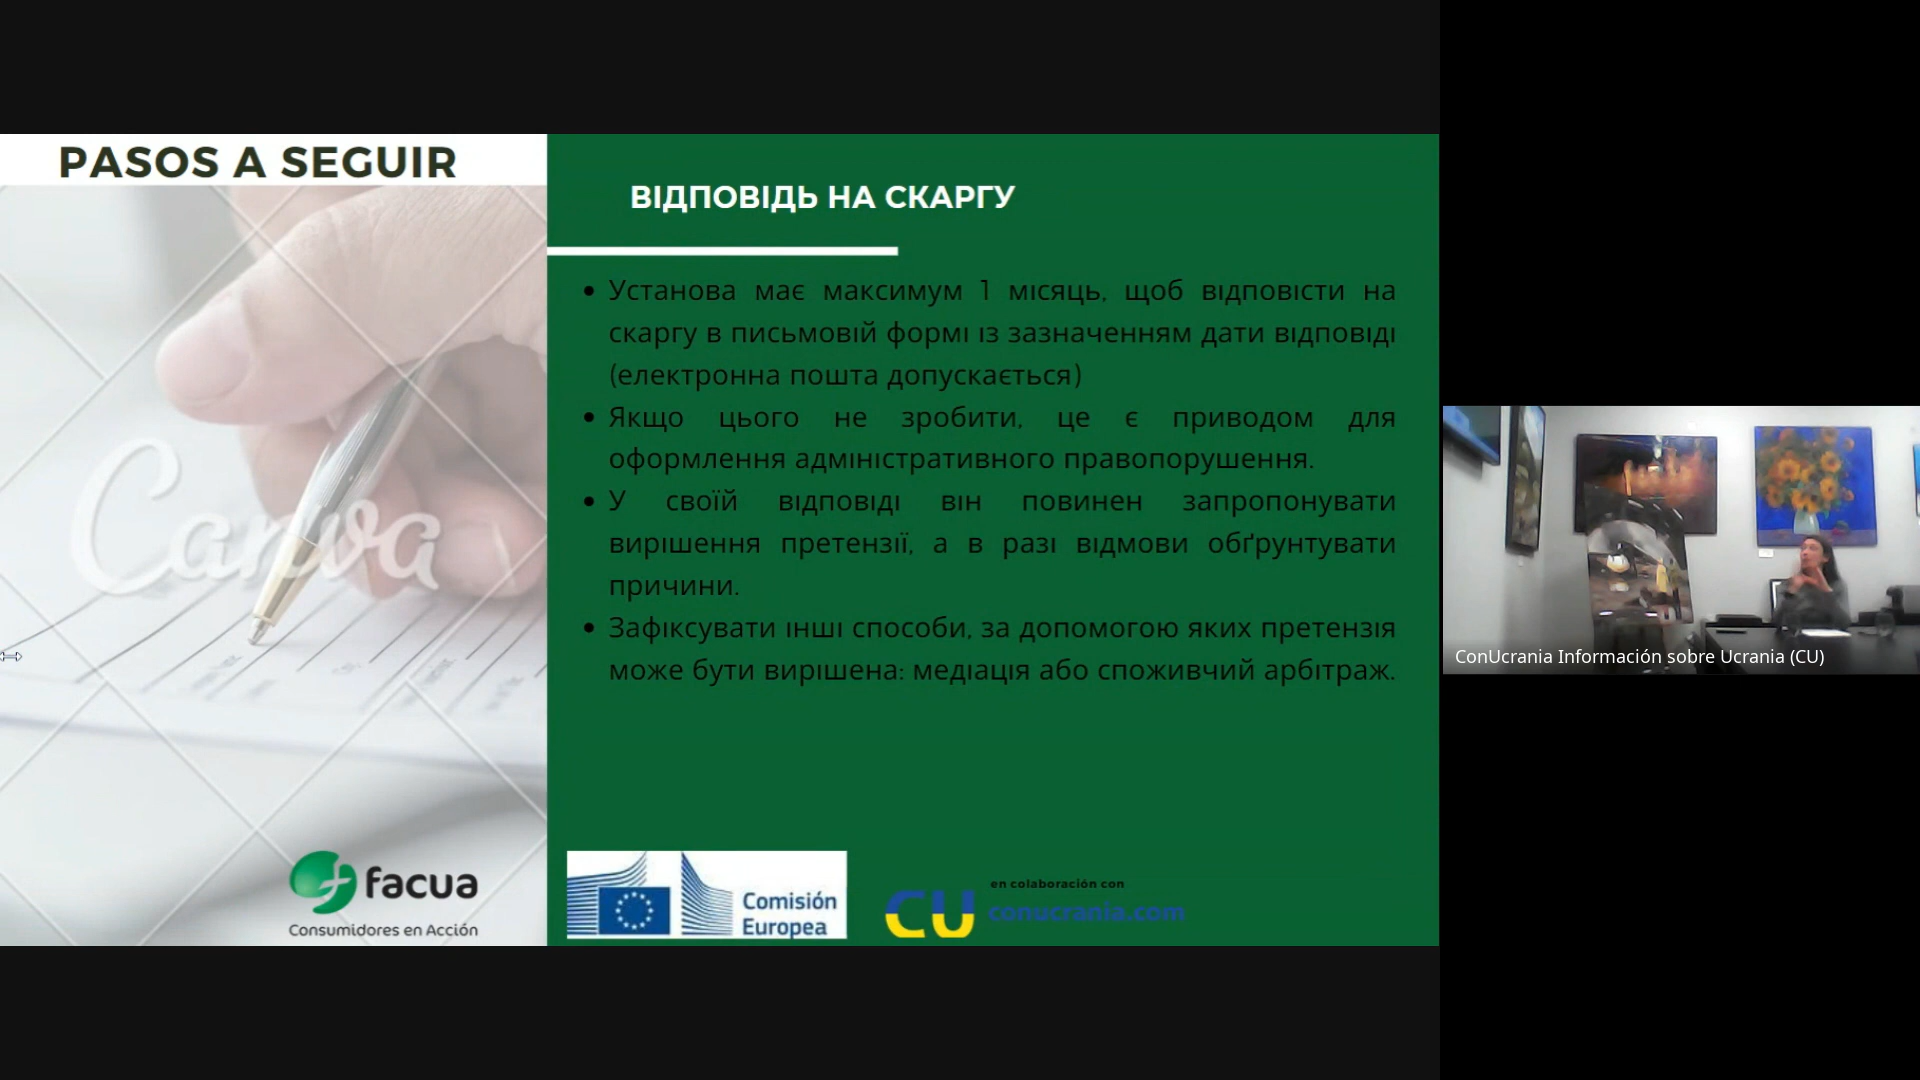 PASOS A SEGUIR
ВІДПОВІДЬ НА СКАРГУ
• Установа має максимум 1 місяць, щоб відповісти на
скаргу в письмовій формі із зазначенням дати відповіді
(електронна пошта допускається)
• Якщо цього не зробити, це є приводом для
оформлення адміністративного правопорушення.
• У своїй відповіді він повинен запропонувати
вирішення претензії, а в разі відмови обґрунтувати
причини.
• Зафіксувати інші способи, за допомогою яких претензія
може бути вирішена: медіація або споживчий арбітраж.
Canva
facua
Consumidores en Acción
Comisión
Europea
CU
en colaboración con
conucrania.com
ConUcrania Información sobre Ucrania (CU)